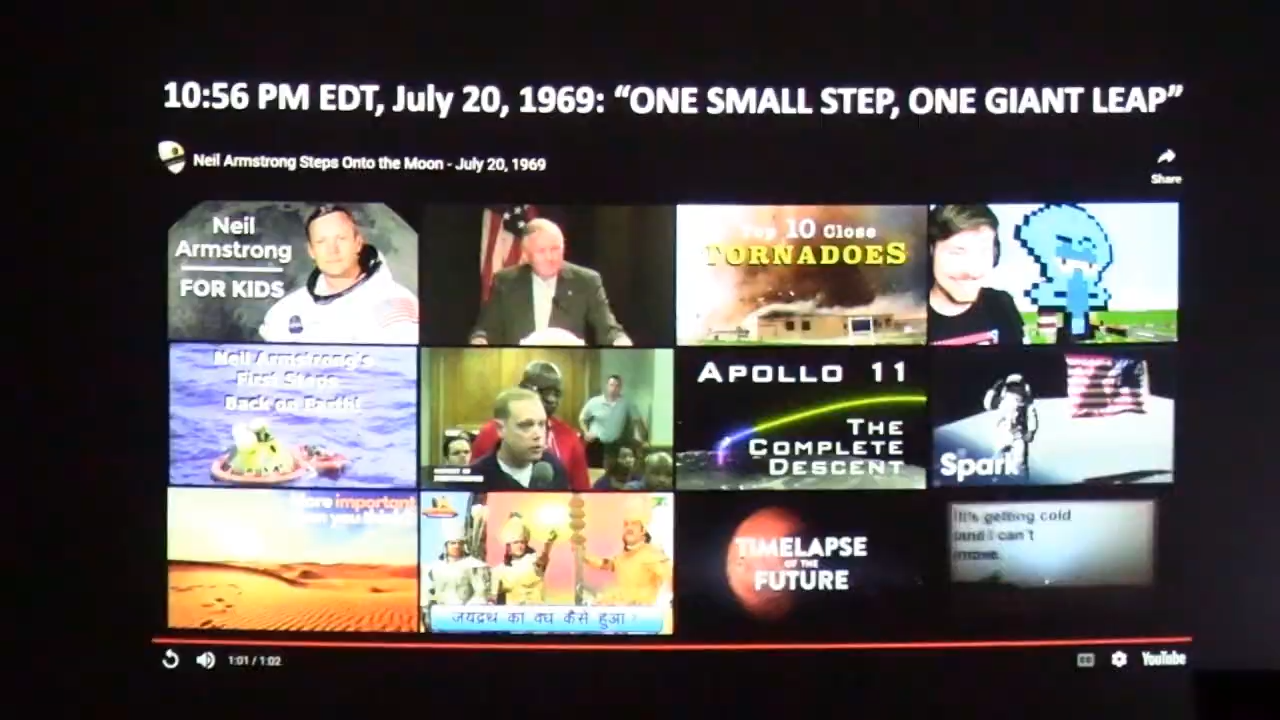 10:56 PM EDT, July 20, 1969: “ONE SMALL STEP, ONE GIANT LEAP”
Neil Armstrong Steps Onto the Moon - July 20, 1969
Share
Neil
Armstrong
FOR KIDS
Top 10 Close
TORNADOES
Neil Armstrong's
First Steps
Back on Earth!
APOLLO 11
THE
COMPLETE
DESCENT
Spark
More important
जयद्रथ का वध कैसे हुआ ?
TIMELAPSE
OF THE
FUTURE
It's getting cold
and I can't
move.
1:01 / 1:02
CC
YouTube